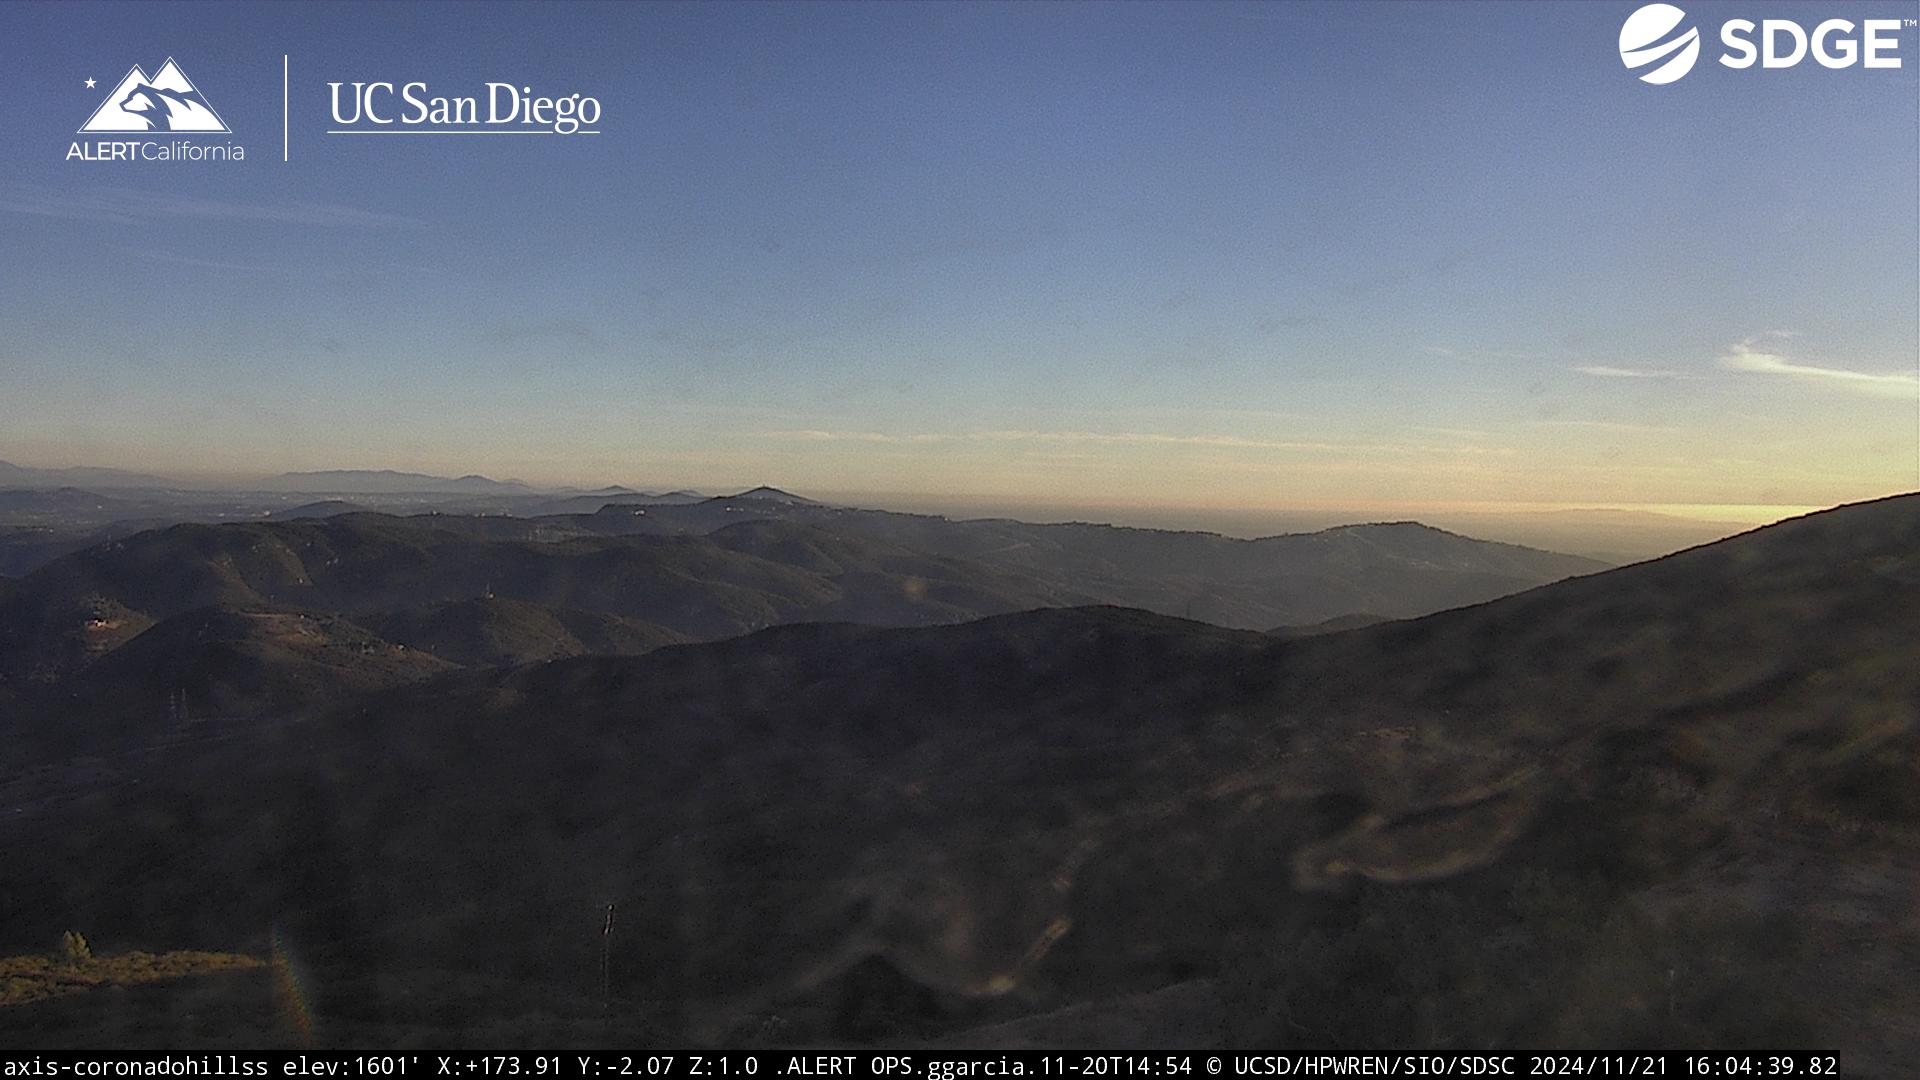 ALERTCalifornia
UC San Diego
SDGE™
axis-coronadohillss elev:1601' X:+173.91 Y:-2.07 Z:1.0 .ALERT OPS.ggarcia.11-20T14:54 © UCSD/HPWREN/SIO/SDSC 2024/11/21 16:04:39.82